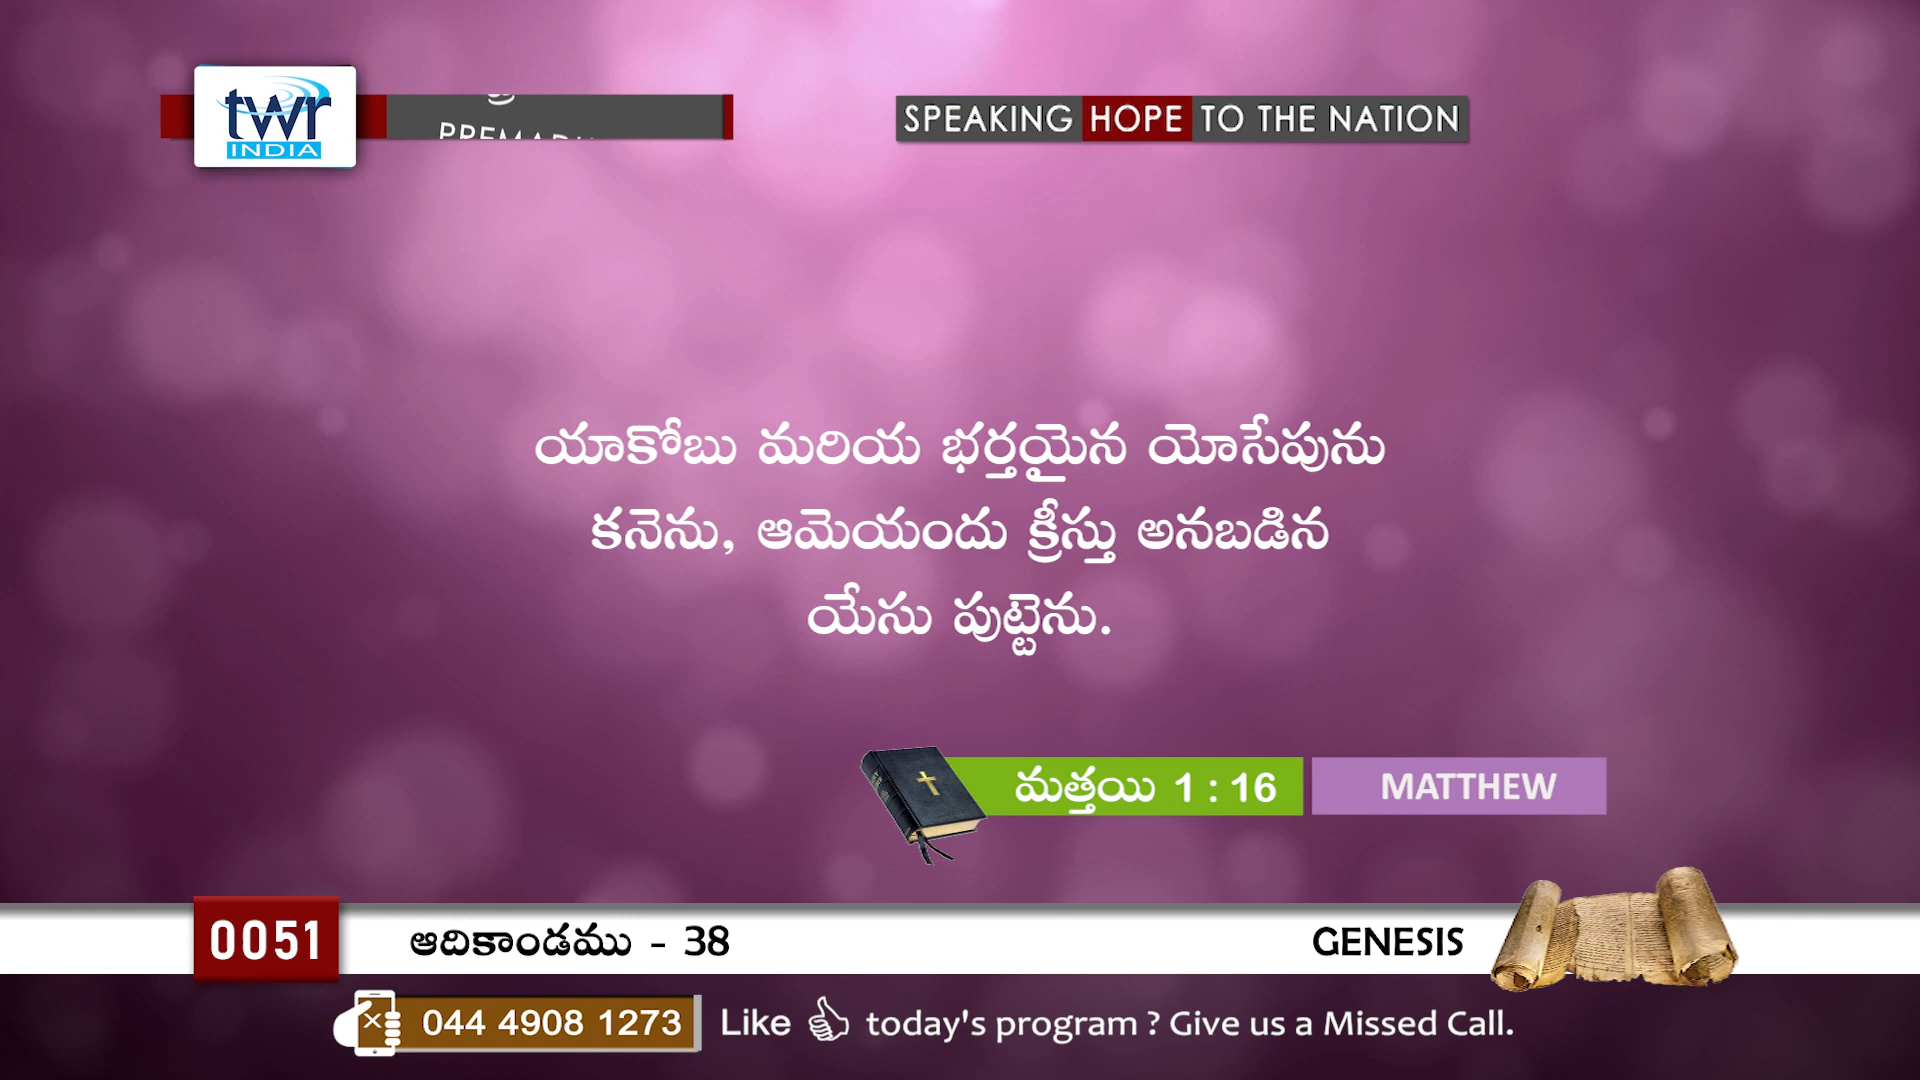 twr
INDIA
SPEAKING HOPE TO THE NATION
యాకోబు మరియ భర్తయైన యోసేపును
కనెను, ఆమెయందు క్రీస్తు అనబడిన
యేసు పుట్టెను.
మత్తయి 1 : 16 MATTHEW
0051 ఆదికాండము - 38 GENESIS
044 4908 1273 Like today's program ? Give us a Missed Call.